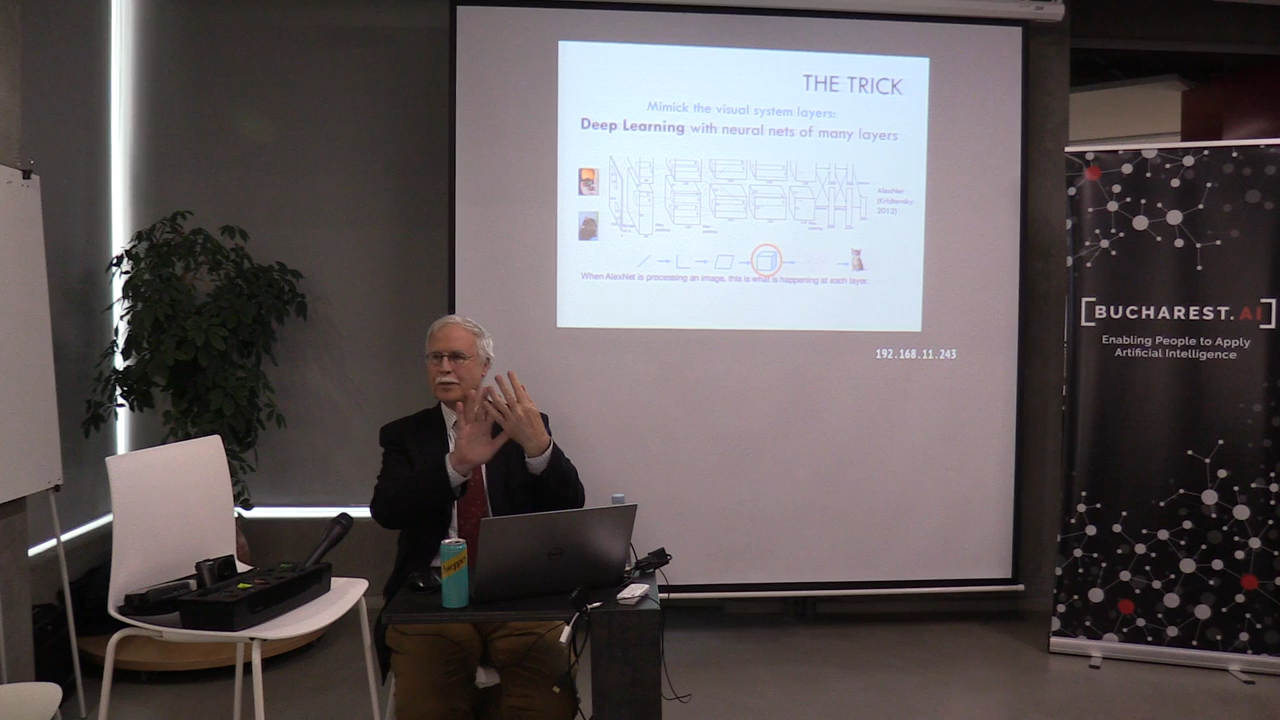 THE TRICK
Mimick the visual system layers:
Deep Learning with neural nets of many layers
AlexNet
(Krizhevsky
2012)
When AlexNet is processing an image, this is what is happening at each layer.
192.168.11.243
[BUCHAREST.AI]
Enabling People to Apply
Artificial Intelligence